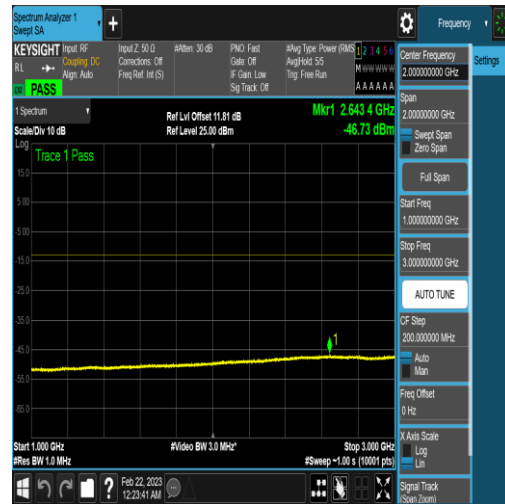 Spectrum Analyzer 1
Swept SA
+
Frequency
KEYSIGHT
RL
PASS
Input: RF
Coupling: DC
Align: Auto
Input Z: 50 Ω
Corrections: Off
Freq Ref: Int (S)
#Atten: 30 dB
PNO: Fast
Gate: Off
IF Gain: Low
Sig Track: Off
#Avg Type: Power (RMS
Avg|Hold: 5/5
Trig: Free Run
1 2 3 4 5 6
M W W W W W
A A A A A A
1 Spectrum
Scale/Div 10 dB
Log
Ref Lvl Offset 11.81 dB
Ref Level 25.00 dBm
Mkr1 2.643 4 GHz
-46.73 dBm
Trace 1 Pass
15.0
5.00
-5.00
-15.0
-25.0
-35.0
-45.0
-55.0
-65.0
1
Start 1.000 GHz
#Res BW 1.0 MHz
#Video BW 3.0 MHz*
Stop 3.000 GHz
#Sweep ~1.00 s (10001 pts)
Feb 22, 2023
12:23:41 AM
?
Center Frequency
2.000000000 GHz
Settings
Span
2.00000000 GHz
Swept Span
Zero Span
Full Span
Start Freq
1.000000000 GHz
Stop Freq
3.000000000 GHz
AUTO TUNE
CF Step
200.000000 MHz
Auto
Man
Freq Offset
0 Hz
X Axis Scale
Log
Lin
Signal Track
(Span Zoom)